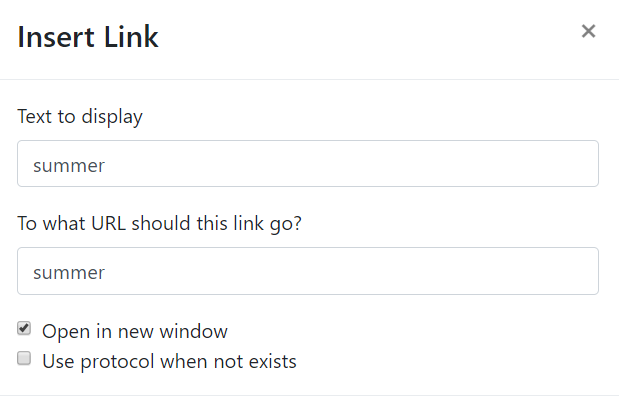 Insert Link
Text to display
summer
To what URL should this link go?
summer
Open in new window
Use protocol when not exists